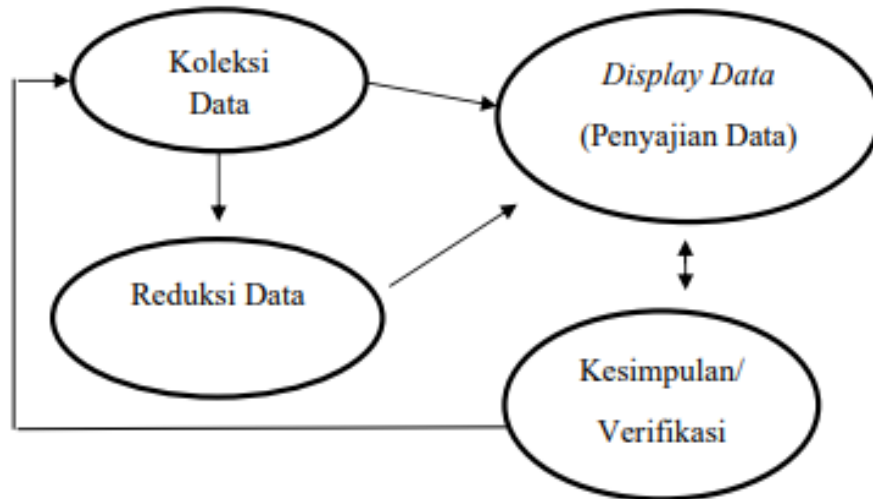 Koleksi
Data
Display Data
(Penyajian Data)
Reduksi Data
Kesimpulan/
Verifikasi